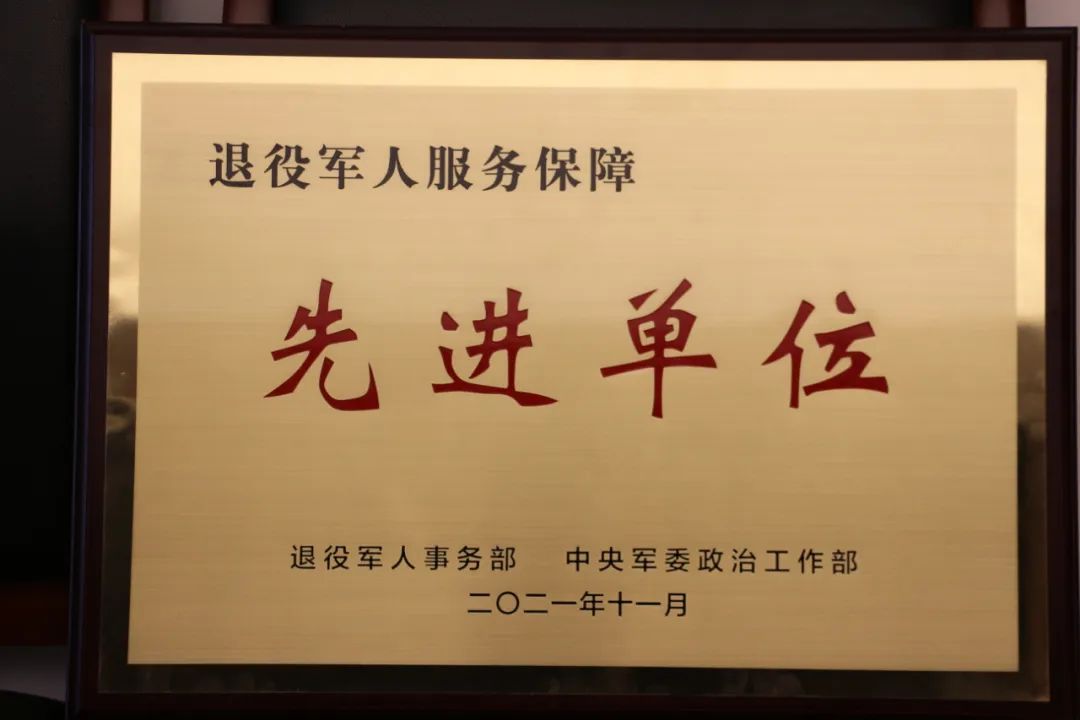 退役军人服务保障
先进单位
退役军人事务部 中央军委政治工作部
二〇二一年十一月